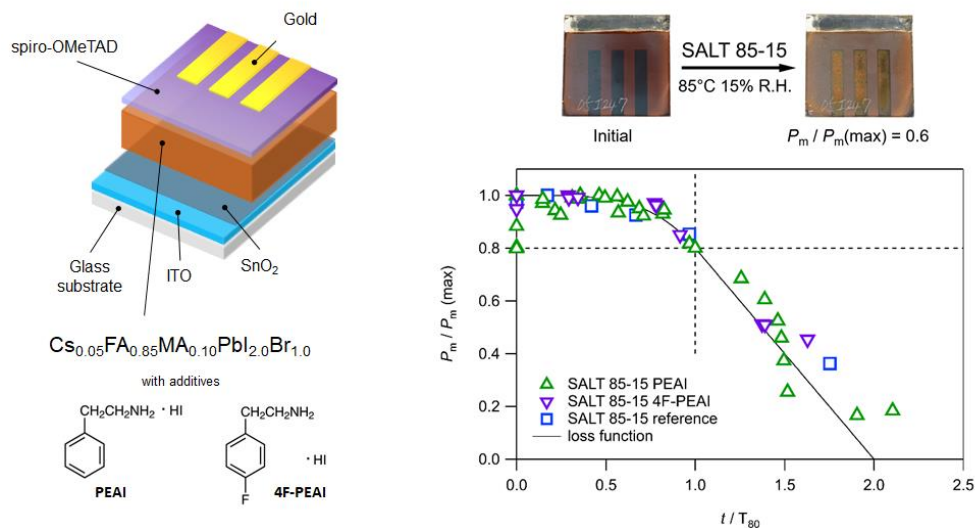 Gold
spiro-OMeTAD
Glass
substrate
ITO
SnO2
Cs0.05FA0.85MA0.10PbI2.0Br1.0
with additives
CH2CH2NH2 · HI
PEAI
CH2CH2NH2
· HI
F
4F-PEAI
SALT 85-15
85°C 15% R.H.
Initial
Pm / Pm(max) = 0.6
Pm / Pm (max)
1.0
0.8
0.6
0.4
0.2
0.0
SALT 85-15 PEAI
SALT 85-15 4F-PEAI
SALT 85-15 reference
loss function
0.0 0.5 1.0 1.5 2.0 2.5
t / T80